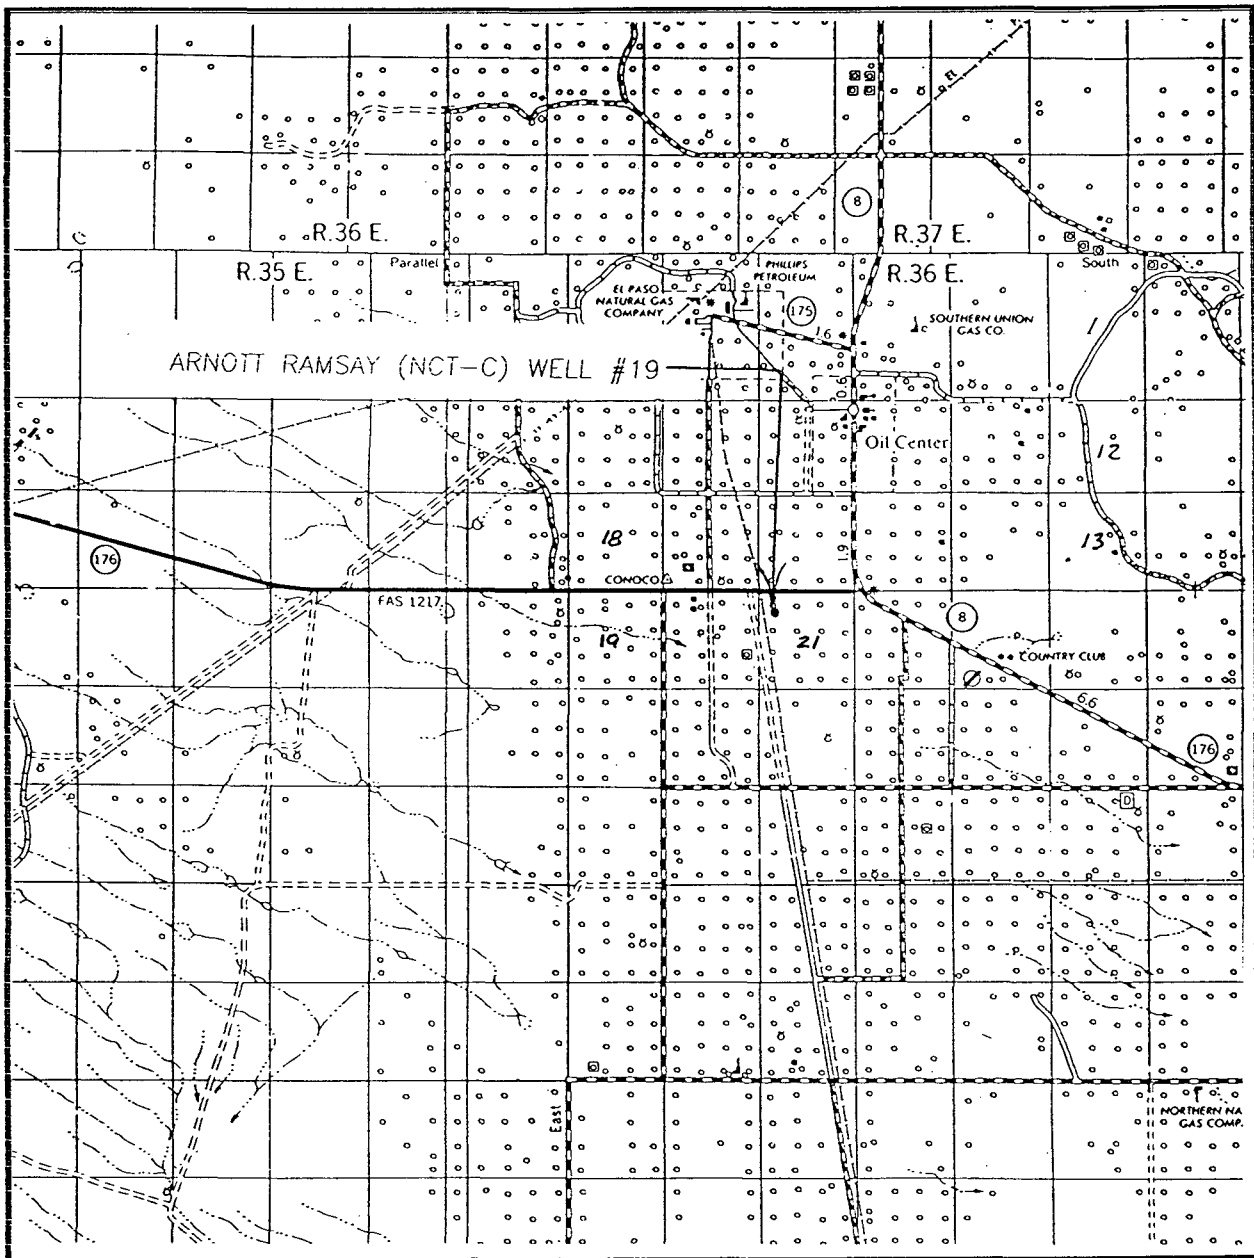 R.36 E.
R.37 E.
8
R.35 E.
Parallel
PHILLIPS
PETROLEUM
R.36 E.
South
EL PASO
NATURAL GAS
COMPANY
175
1.6
SOUTHERN UNION
GAS CO.
1
ARNOTT RAMSAY (NCT-C) WELL #19
0.6
Oil Center
12
18
13
1.9
176
CONOCO
FAS 1217
19
21
8
COUNTRY CLUB
6.6
176
D
East
NORTHERN NA
GAS COMP.